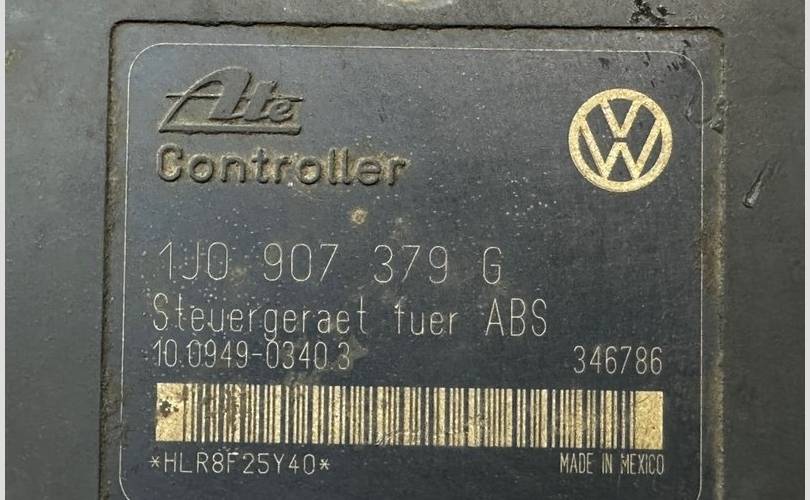 Ate
Controller
1J0 907 379 G
Steuergeraet fuer ABS
10.0949-0340.3 346786
*HLR8F25Y40*
MADE IN MEXICO